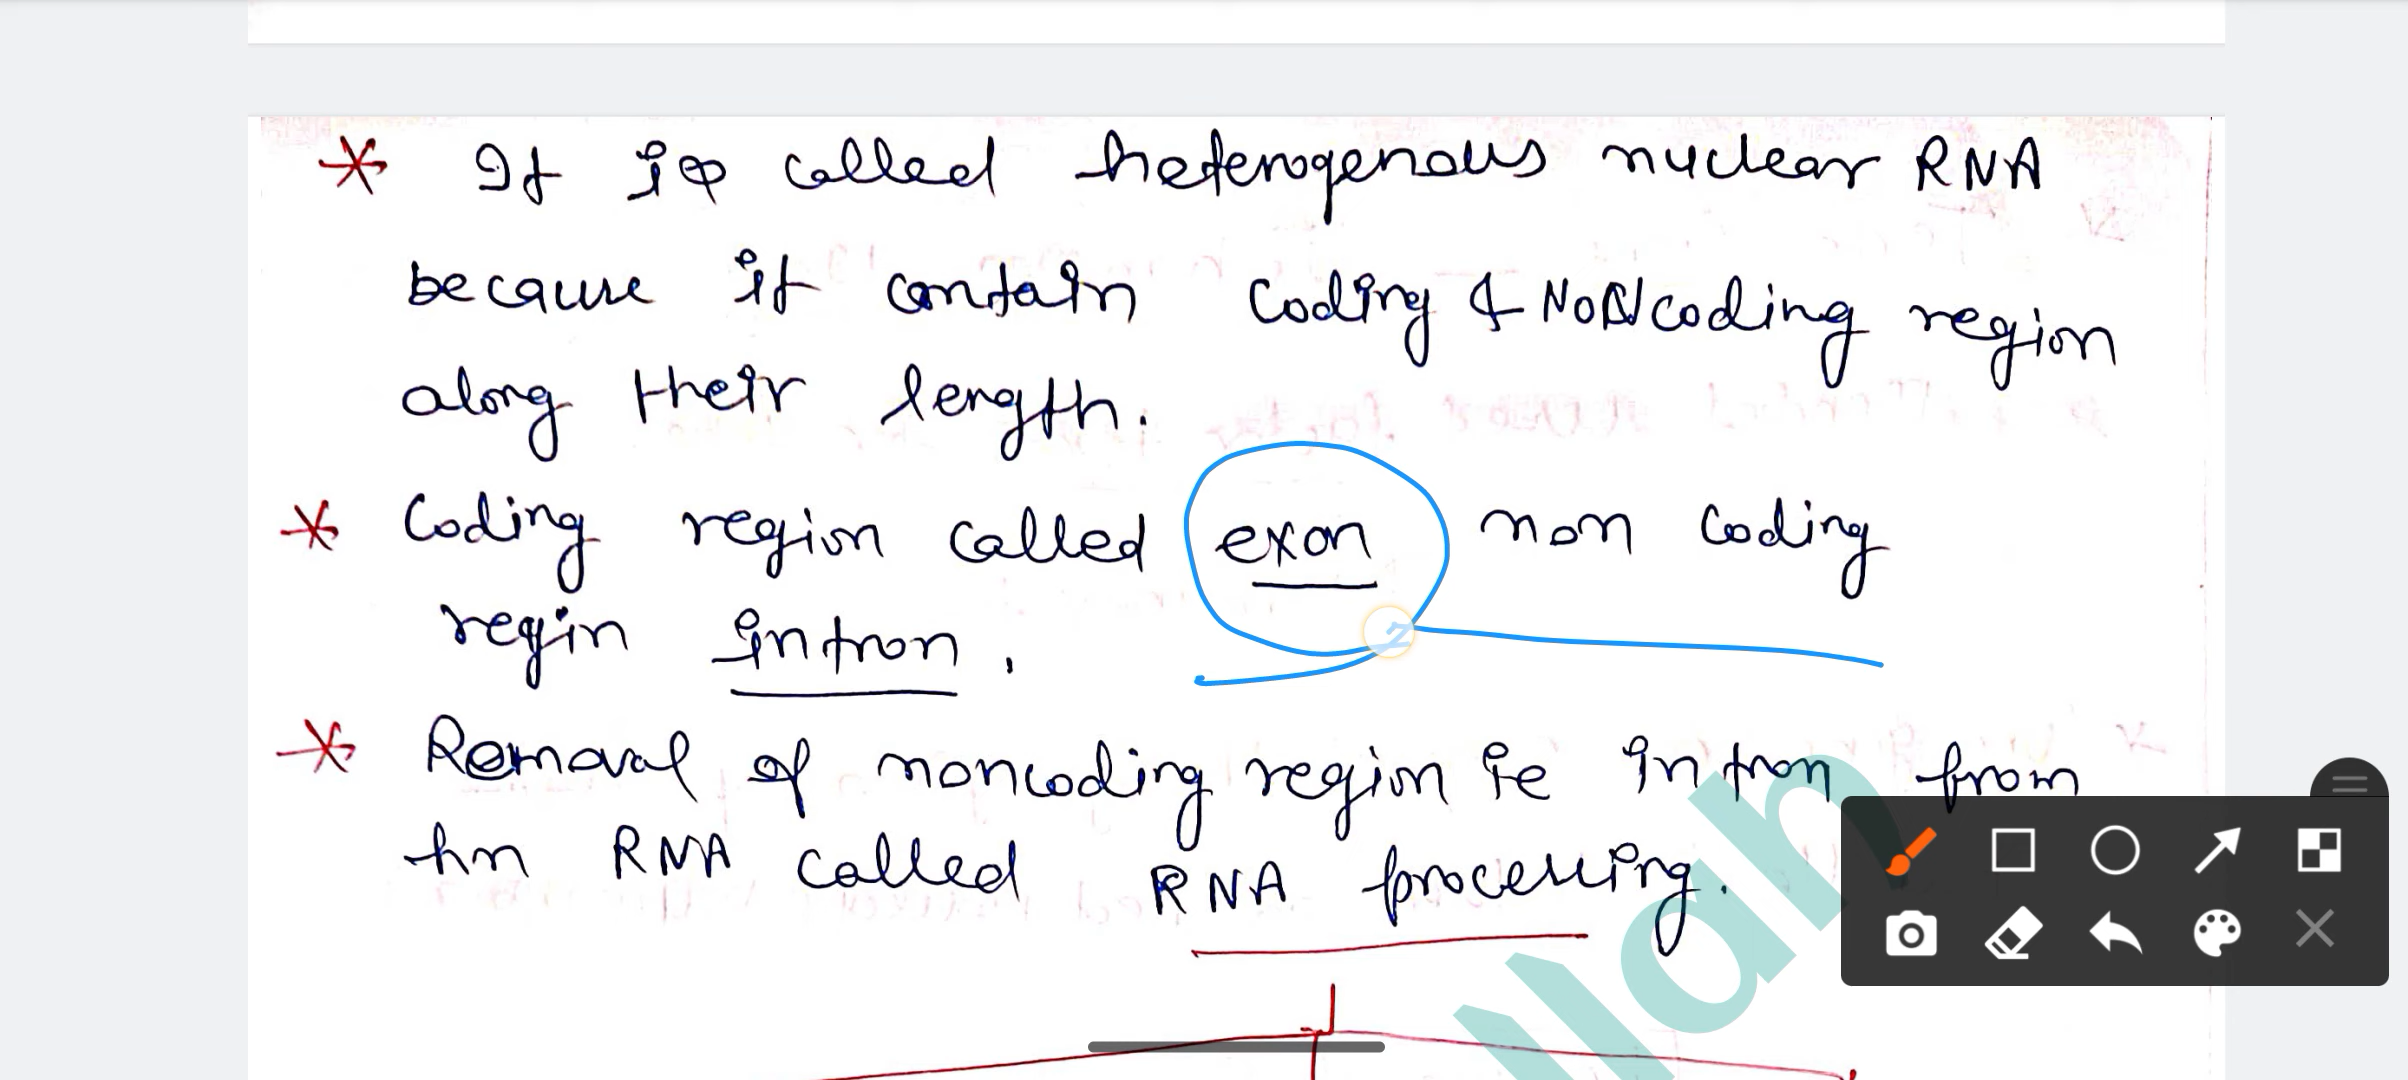 * It is called heterogenous nuclear RNA
because it contain coding & Noncoding region
along their length.
* Coding region called exon non coding
regin intron.
* Removal of noncoding region ie intron from
hn RNA called RNA processing.